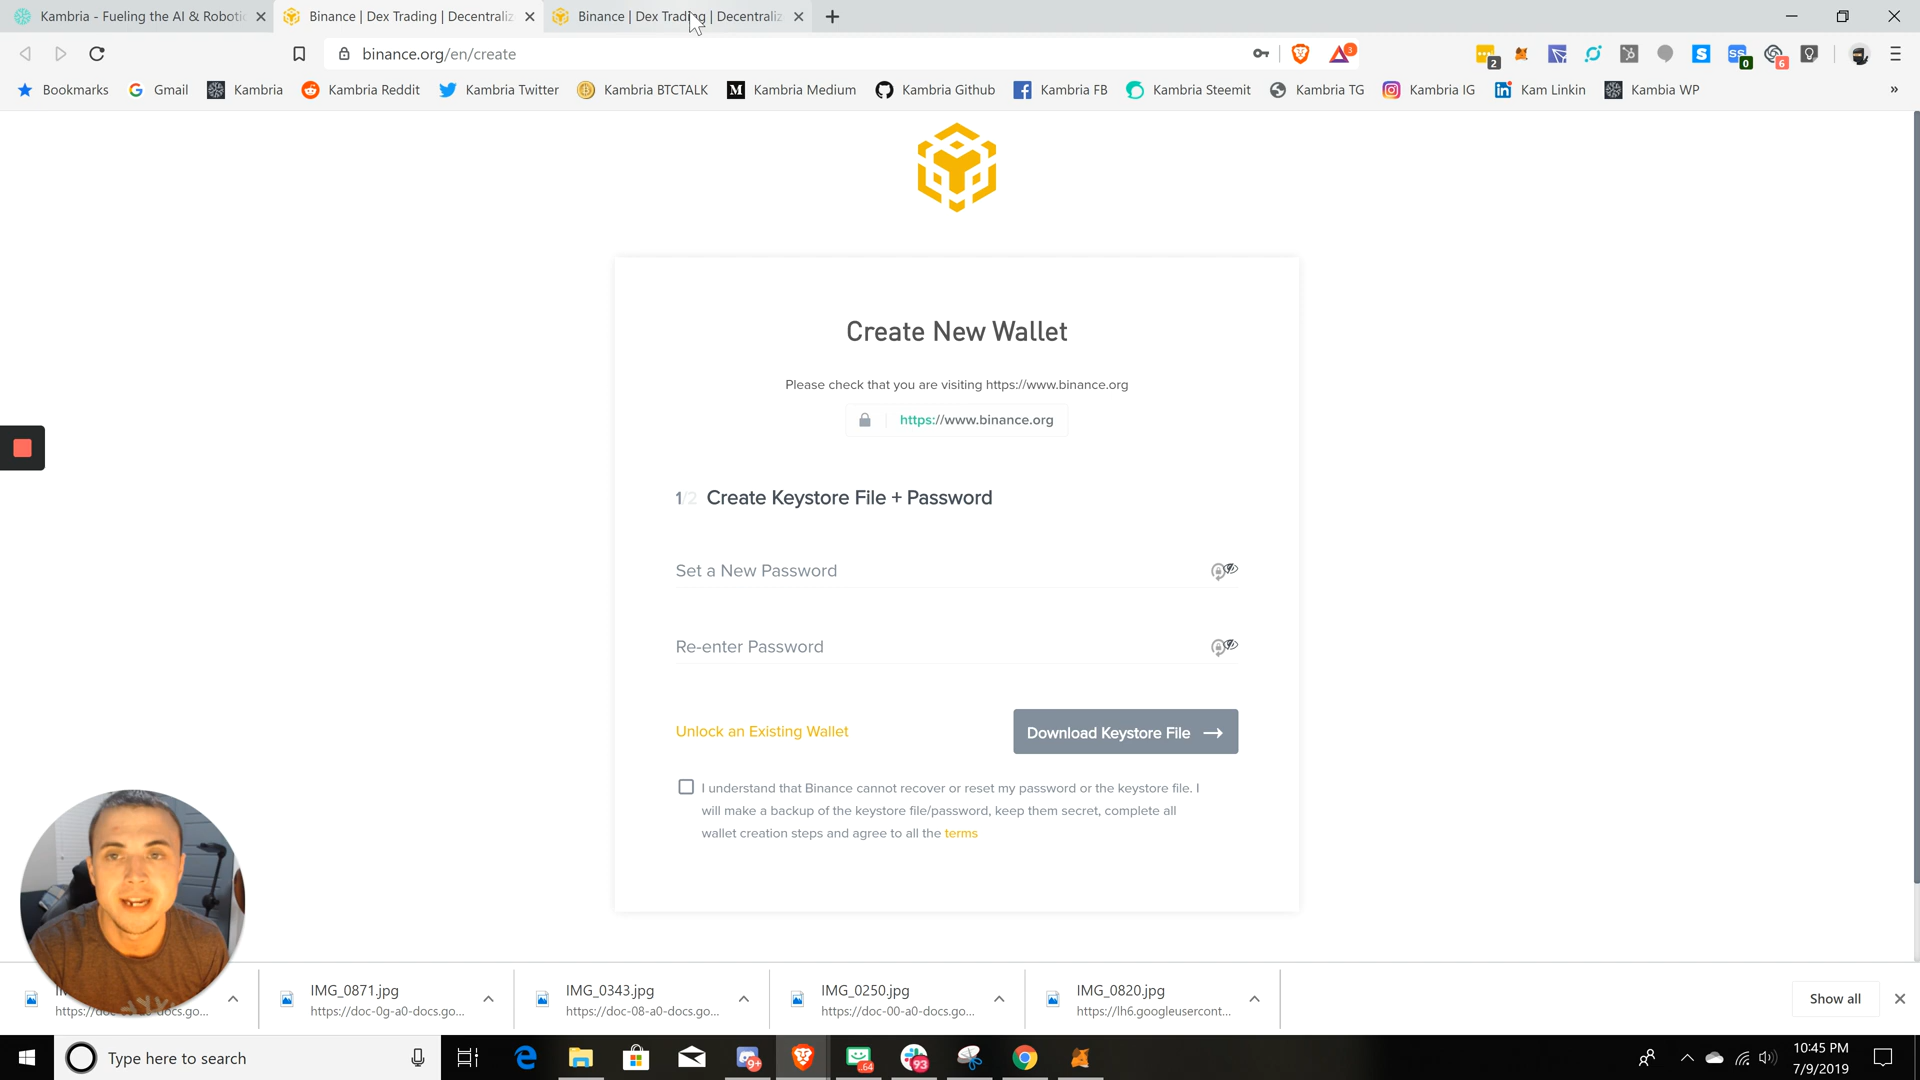 Kambria - Fueling the AI & Robotic
Binance | Dex Trading | Decentraliz
Binance | Dex Trading | Decentraliz
binance.org/en/create
3
2
0
6
Bookmarks
Gmail
Kambria
Kambria Reddit
Kambria Twitter
Kambria BTCTALK
Kambria Medium
Kambria Github
Kambria FB
Kambria Steemit
Kambria TG
Kambria IG
Kam Linkin
Kambia WP
»
Create New Wallet
Please check that you are visiting https://www.binance.org
https://www.binance.org
1/2 Create Keystore File + Password
Set a New Password
Re-enter Password
Unlock an Existing Wallet
Download Keystore File →
I understand that Binance cannot recover or reset my password or the keystore file. I
will make a backup of the keystore file/password, keep them secret, complete all
wallet creation steps and agree to all the terms
IMG_0871.jpg
https://doc-0g-a0-docs.go...
IMG_0343.jpg
https://doc-08-a0-docs.go...
IMG_0250.jpg
https://doc-00-a0-docs.go...
IMG_0820.jpg
https://lh6.googleusercont...
Show all
Type here to search
9+
64
93
10:45 PM
7/9/2019